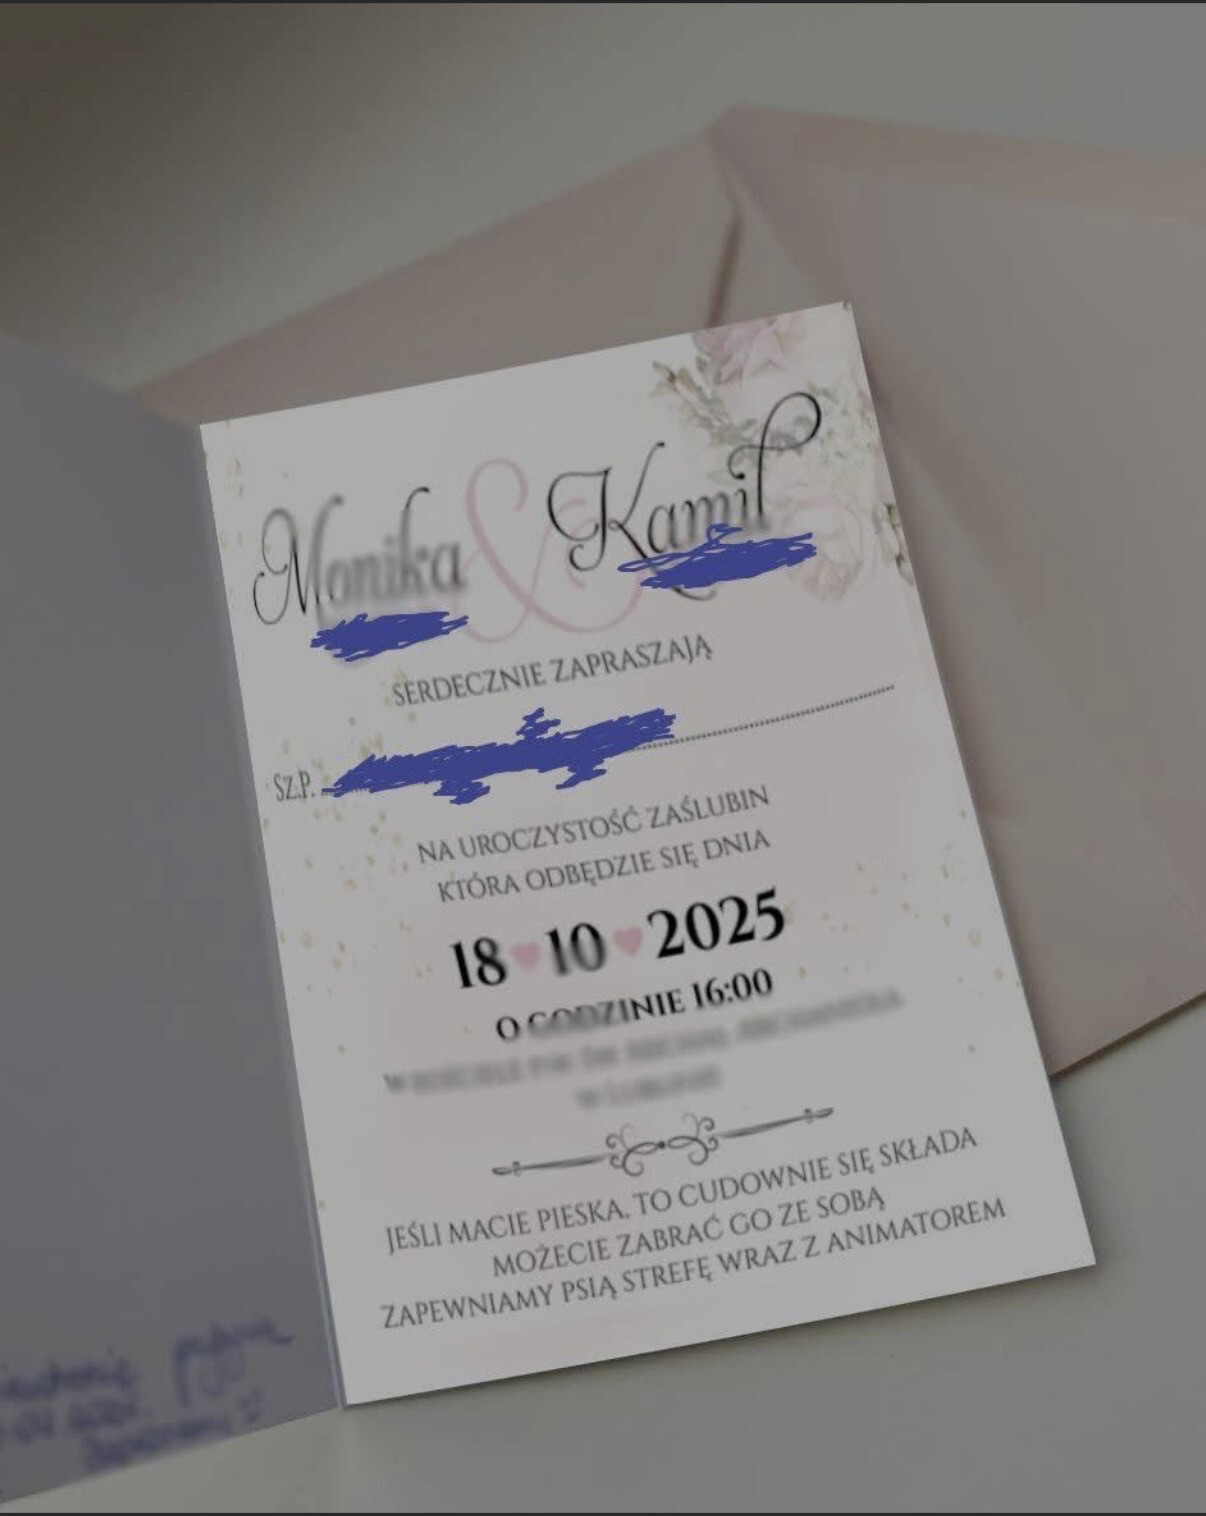 Monika & Kamil
SERDECZNIE ZAPRASZAJĄ
SZ.P.
NA UROCZYSTOŚĆ ZAŚLUBIN
KTÓRA ODBĘDZIE SIĘ DNIA
18 ♥ 10 ♥ 2025
O GODZINIE 16:00
W
JEŚLI MACIE PIESKA, TO CUDOWNIE SIĘ SKŁADA
MOŻECIE ZABRAĆ GO ZE SOBĄ
ZAPEWNIAMY PSIĄ STREFĘ WRAZ Z ANIMATOREM